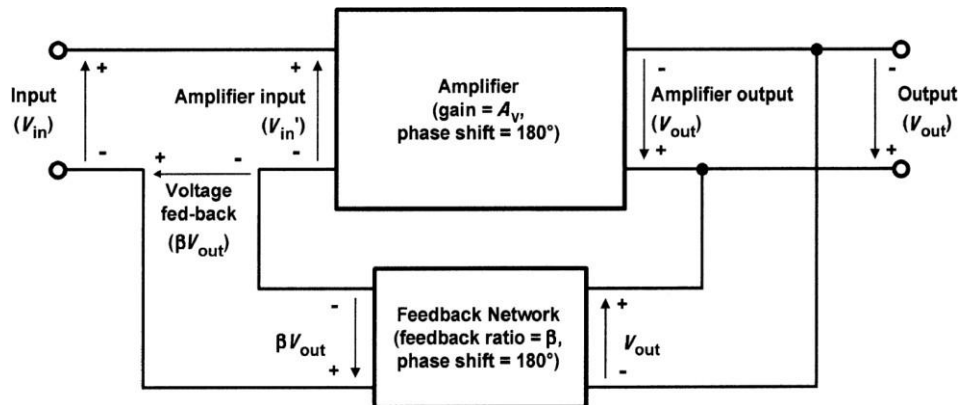 +
+
-
-
Input
(Vin)
Amplifier input
(Vin')
Amplifier
(gain = Av,
phase shift = 180°)
Amplifier output
(Vout)
Output
(Vout)
-
-
+
-
+
+
Voltage
fed-back
(βVout)
-
+
βVout
+
Feedback Network
(feedback ratio = β,
phase shift = 180°)
+
Vout
-